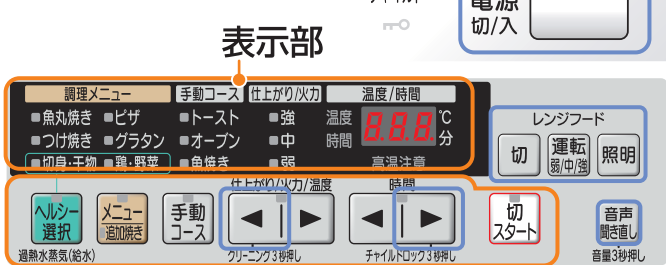 電源
切/入
表示部
調理メニュー 手動コース 仕上がり/火力 温度/時間
魚丸焼き ピザ トースト 強 温度 8.8.8. ℃
つけ焼き グラタン オーブン 中 時間 分
切身・干物 鶏・野菜 魚焼き 弱 高温注意
レンジフード
切 運転 弱/中/強 照明
仕上がり/火力/温度 時間
ヘルシー選択 メニュー 追加焼き 手動コース ◀ ▶ ◀ ▶ 切 スタート 音声 聞き直し
過熱水蒸気(給水) クリーニング3秒押し チャイルドロック3秒押し 音量3秒押し